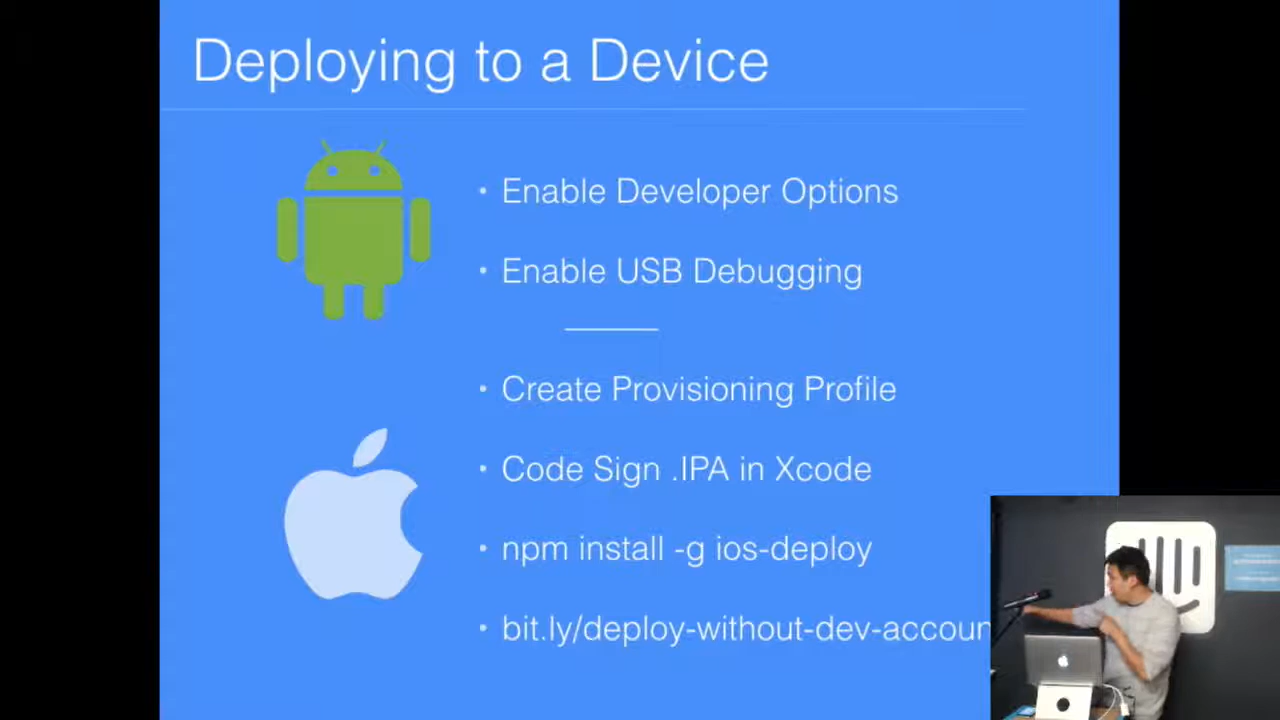 Deploying to a Device
• Enable Developer Options
• Enable USB Debugging
• Create Provisioning Profile
• Code Sign .IPA in Xcode
• npm install -g ios-deploy
• bit.ly/deploy-without-dev-accoun